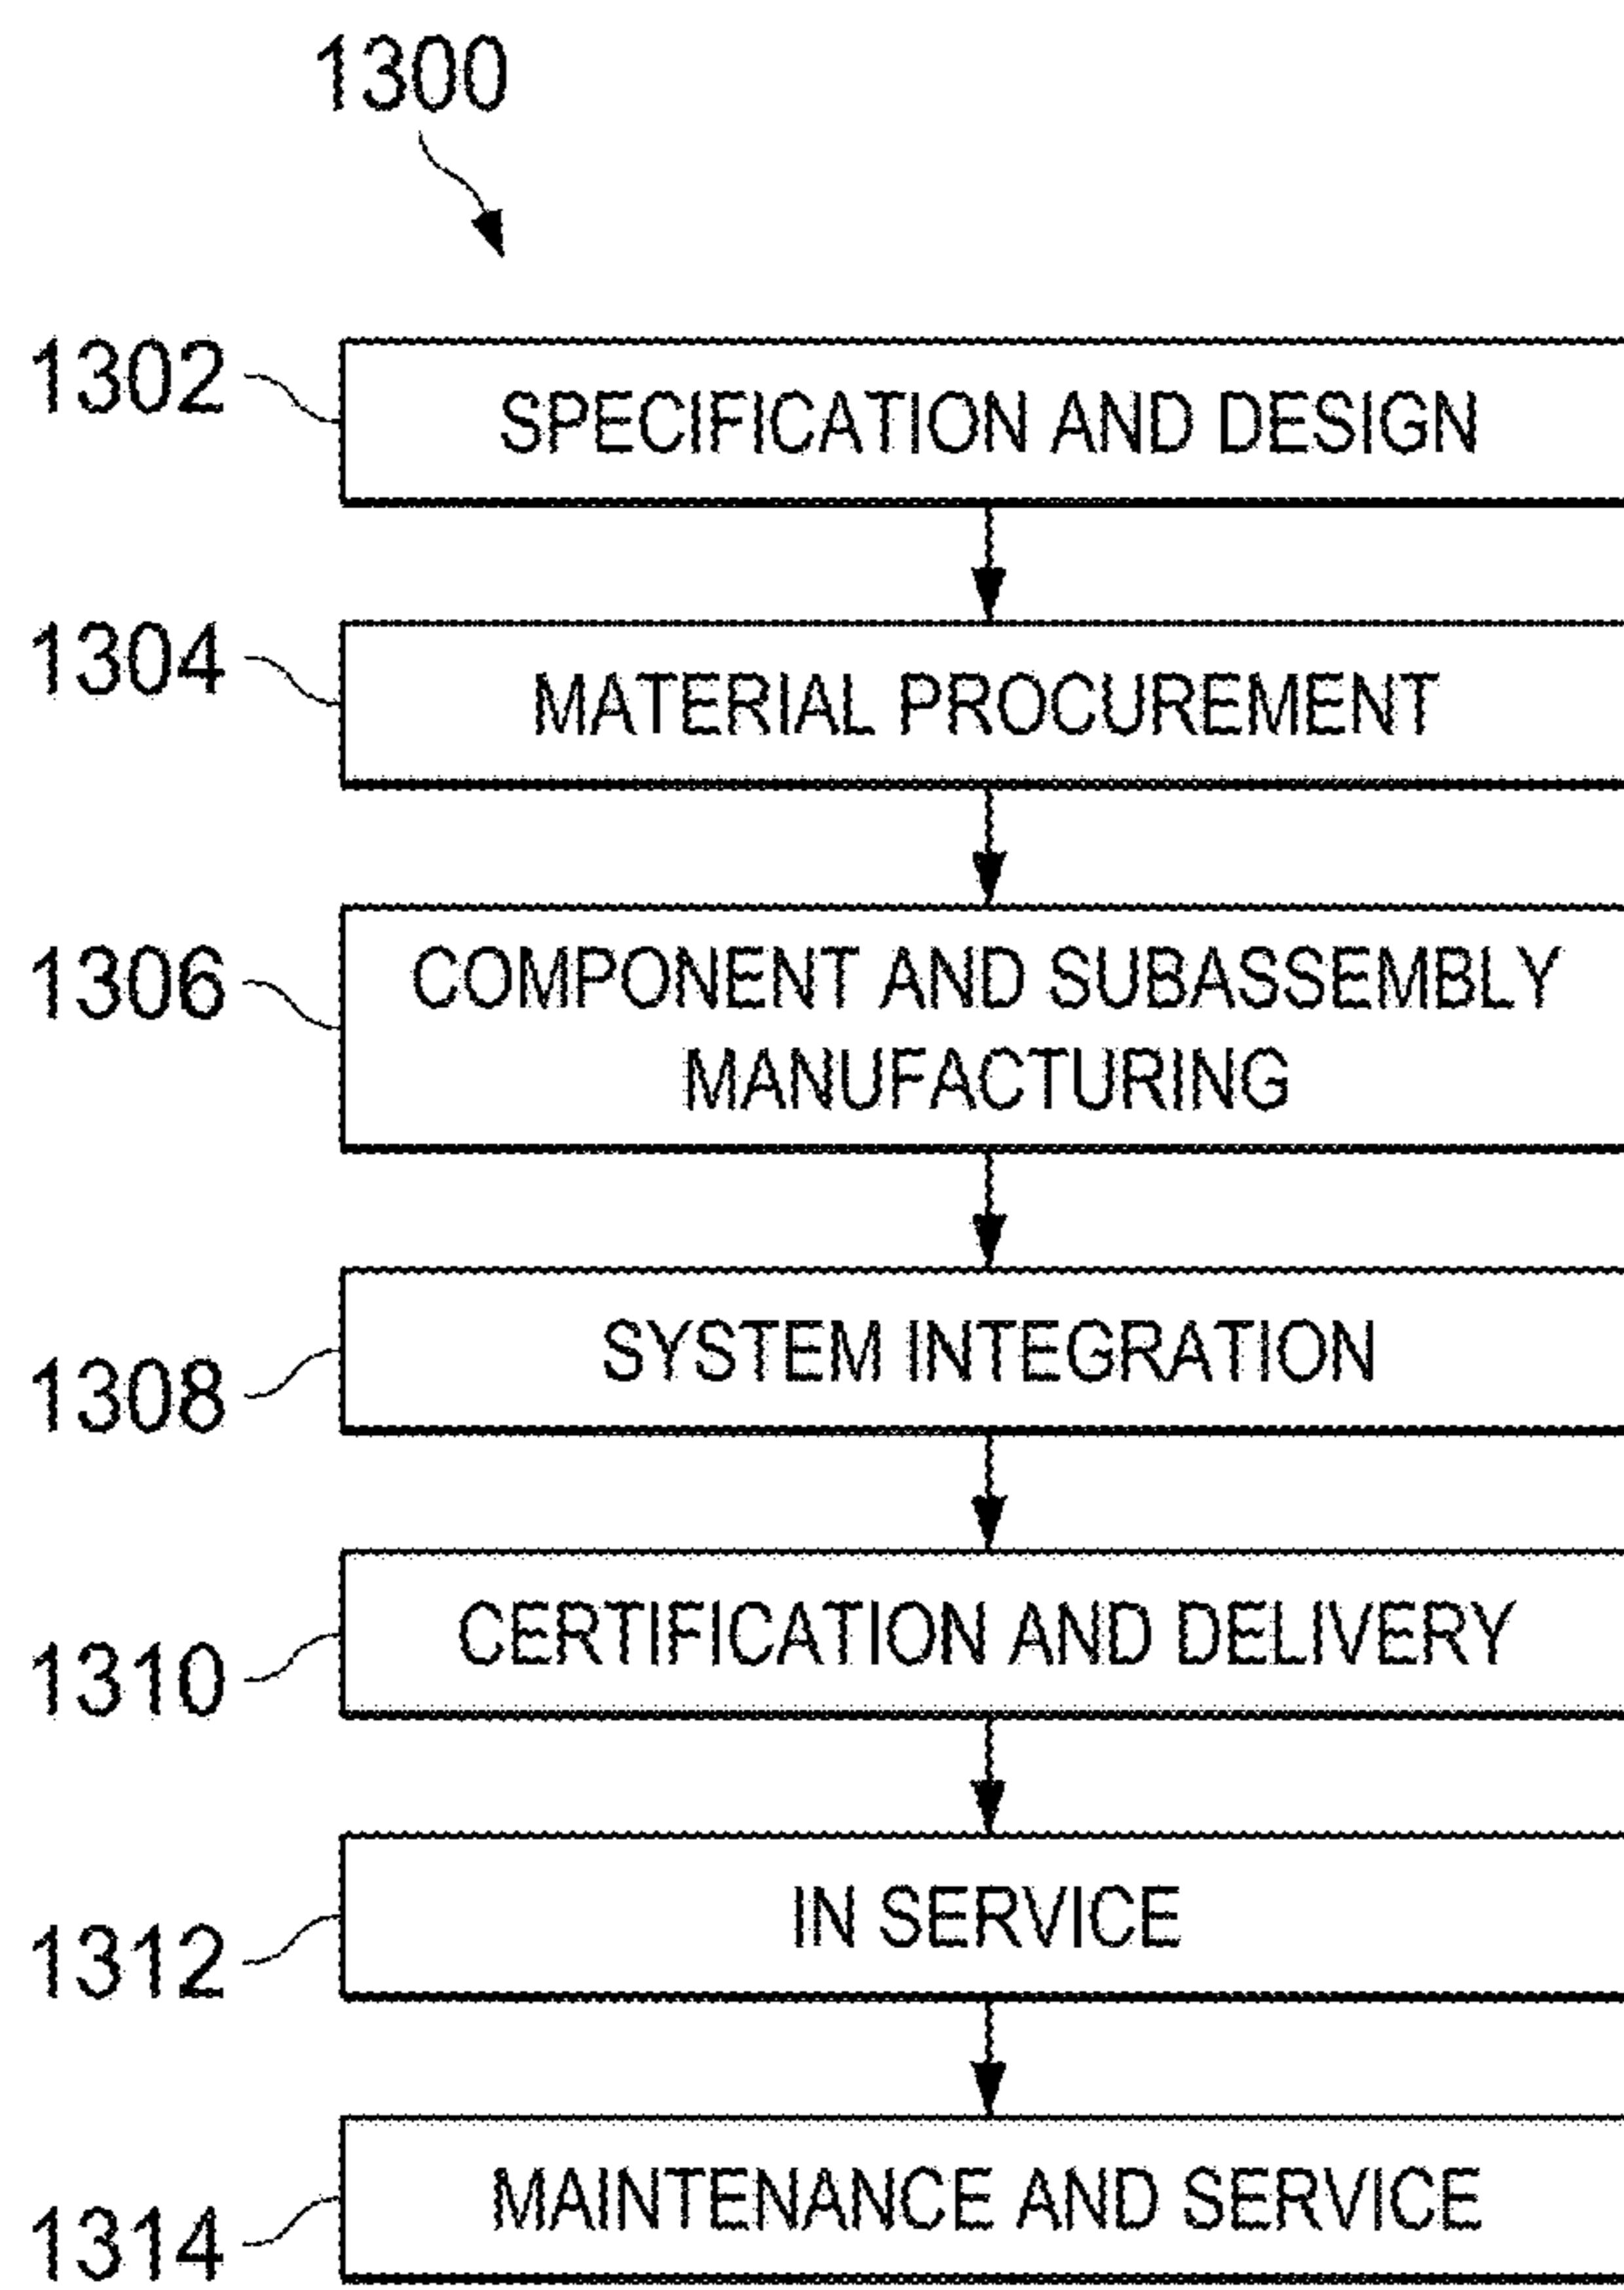 1300
1302
SPECIFICATION AND DESIGN
1304
MATERIAL PROCUREMENT
1306
COMPONENT AND SUBASSEMBLY
MANUFACTURING
1308
SYSTEM INTEGRATION
1310
CERTIFICATION AND DELIVERY
1312
IN SERVICE
1314
MAINTENANCE AND SERVICE